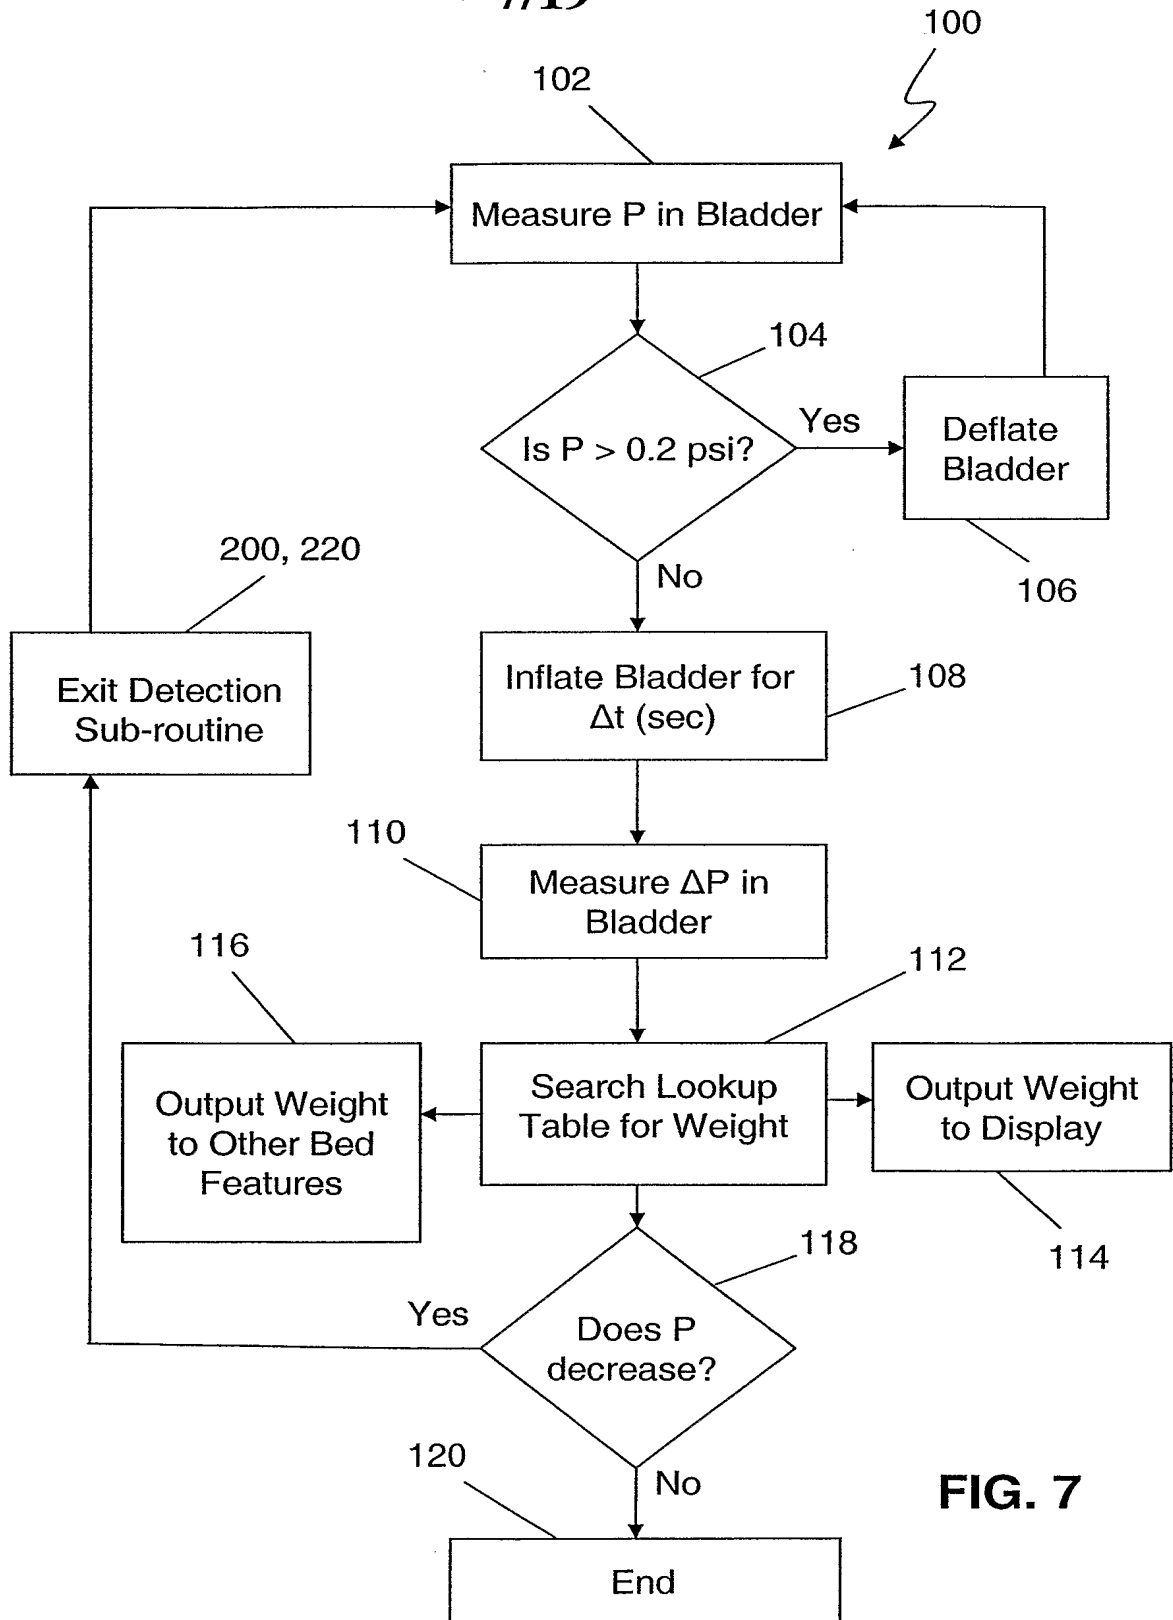 100
102
Measure P in Bladder
104
Is P > 0.2 psi?
Yes
Deflate
Bladder
106
No
200, 220
Exit Detection
Sub-routine
Inflate Bladder for
Δt (sec)
108
110
Measure ΔP in
Bladder
116
112
Output Weight
to Other Bed
Features
Search Lookup
Table for Weight
Output Weight
to Display
114
118
Yes
Does P
decrease?
120
No
FIG. 7
End